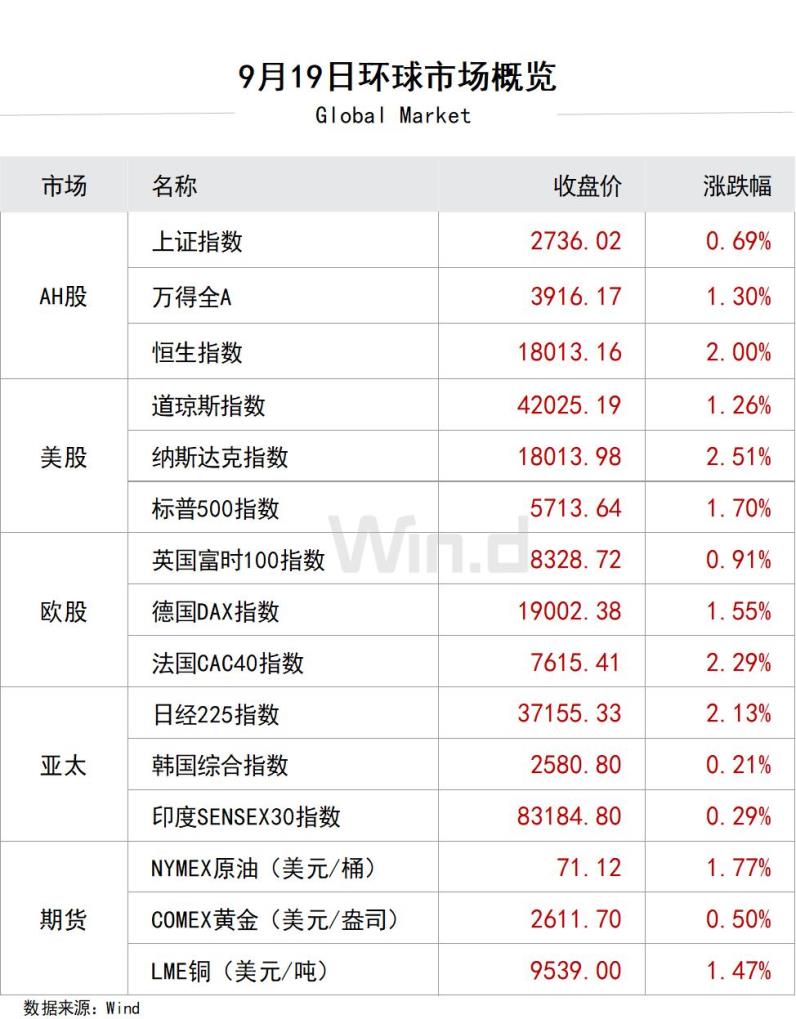 9月19日环球市场概览
Global Market
市场 名称 收盘价 涨跌幅
AH股
上证指数 2736.02 0.69%
万得全A 3916.17 1.30%
恒生指数 18013.16 2.00%
美股
道琼斯指数 42025.19 1.26%
纳斯达克指数 18013.98 2.51%
标普500指数 5713.64 1.70%
欧股
英国富时100指数 8328.72 0.91%
德国DAX指数 19002.38 1.55%
法国CAC40指数 7615.41 2.29%
亚太
日经225指数 37155.33 2.13%
韩国综合指数 2580.80 0.21%
印度SENSEX30指数 83184.80 0.29%
期货
NYMEX原油（美元/桶） 71.12 1.77%
COMEX黄金（美元/盎司） 2611.70 0.50%
LME铜（美元/吨） 9539.00 1.47%
Win.d
数据来源：Wind